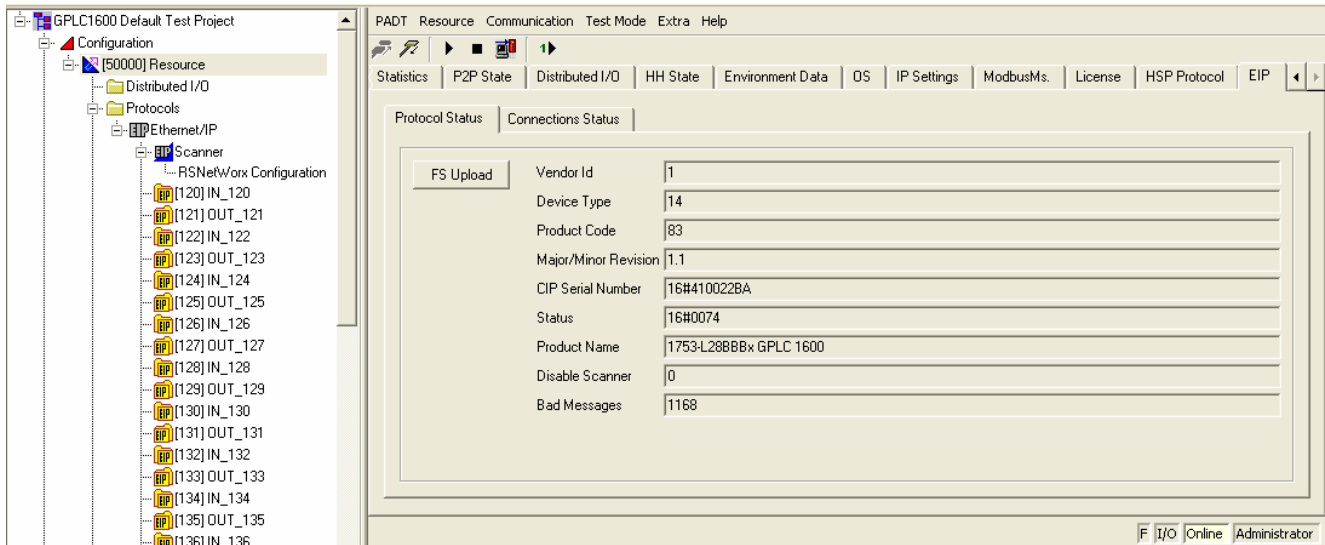 GPLC1600 Default Test Project
Configuration
[50000] Resource
Distributed I/O
Protocols
Ethernet/IP
Scanner
RSNetWorx Configuration
[120] IN_120
[121] OUT_121
[122] IN_122
[123] OUT_123
[124] IN_124
[125] OUT_125
[126] IN_126
[127] OUT_127
[128] IN_128
[129] OUT_129
[130] IN_130
[131] OUT_131
[132] IN_132
[133] OUT_133
[134] IN_134
[135] OUT_135
[136] IN_136
PADT Resource Communication Test Mode Extra Help
Statistics P2P State Distributed I/O HH State Environment Data OS IP Settings ModbusMs. License HSP Protocol EIP
Protocol Status Connections Status
FS Upload
Vendor Id 1
Device Type 14
Product Code 83
Major/Minor Revision 1.1
CIP Serial Number 16#410022BA
Status 16#0074
Product Name 1753-L28BBBx GPLC 1600
Disable Scanner 0
Bad Messages 1168
F I/O Online Administrator